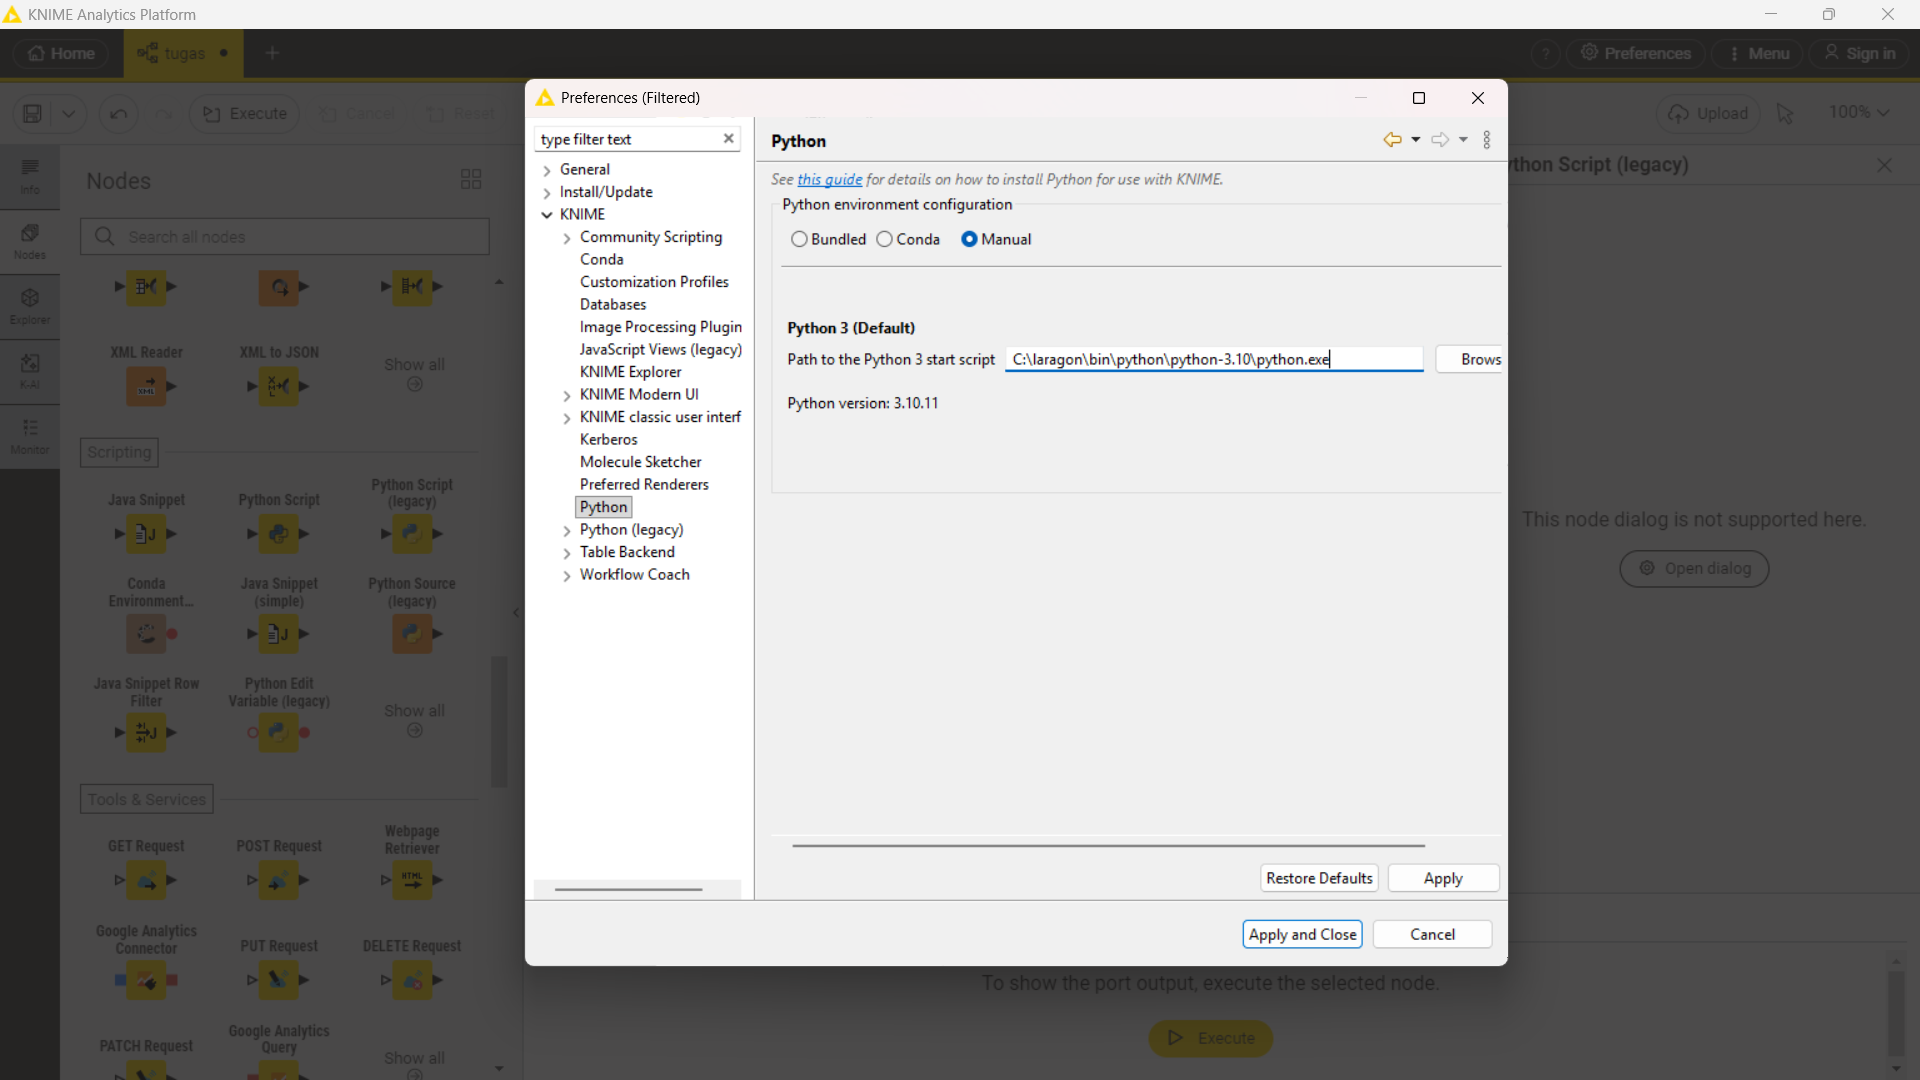 KNIME Analytics Platform
Home
tugas
?
Preferences
Menu
Sign in
Execute
Cancel
Reset
Upload
100%
Preferences (Filtered)
type filter text
General
Install/Update
KNIME
Community Scripting
Conda
Customization Profiles
Databases
Image Processing Plugin
JavaScript Views (legacy)
KNIME Explorer
KNIME Modern UI
KNIME classic user interf
Kerberos
Molecule Sketcher
Preferred Renderers
Python
Python (legacy)
Table Backend
Workflow Coach
Python
See this guide for details on how to install Python for use with KNIME.
Python environment configuration
Bundled
Conda
Manual
Python 3 (Default)
Path to the Python 3 start script
C:\laragon\bin\python\python-3.10\python.exe
Brows
Python version: 3.10.11
Restore Defaults
Apply
Apply and Close
Cancel
Info
Nodes
Explorer
K-AI
Monitor
Nodes
Search all nodes
XML Reader
XML to JSON
Show all
Scripting
Java Snippet
Python Script
Python Script
(legacy)
Conda
Environment...
Java Snippet
(simple)
Python Source
(legacy)
Java Snippet Row
Filter
Python Edit
Variable (legacy)
Show all
Tools & Services
GET Request
POST Request
Webpage
Retriever
HTML
Google Analytics
Connector
PUT Request
DELETE Request
PATCH Request
Google Analytics
Query
Show all
ython Script (legacy)
This node dialog is not supported here.
Open dialog
To show the port output, execute the selected node.
Execute